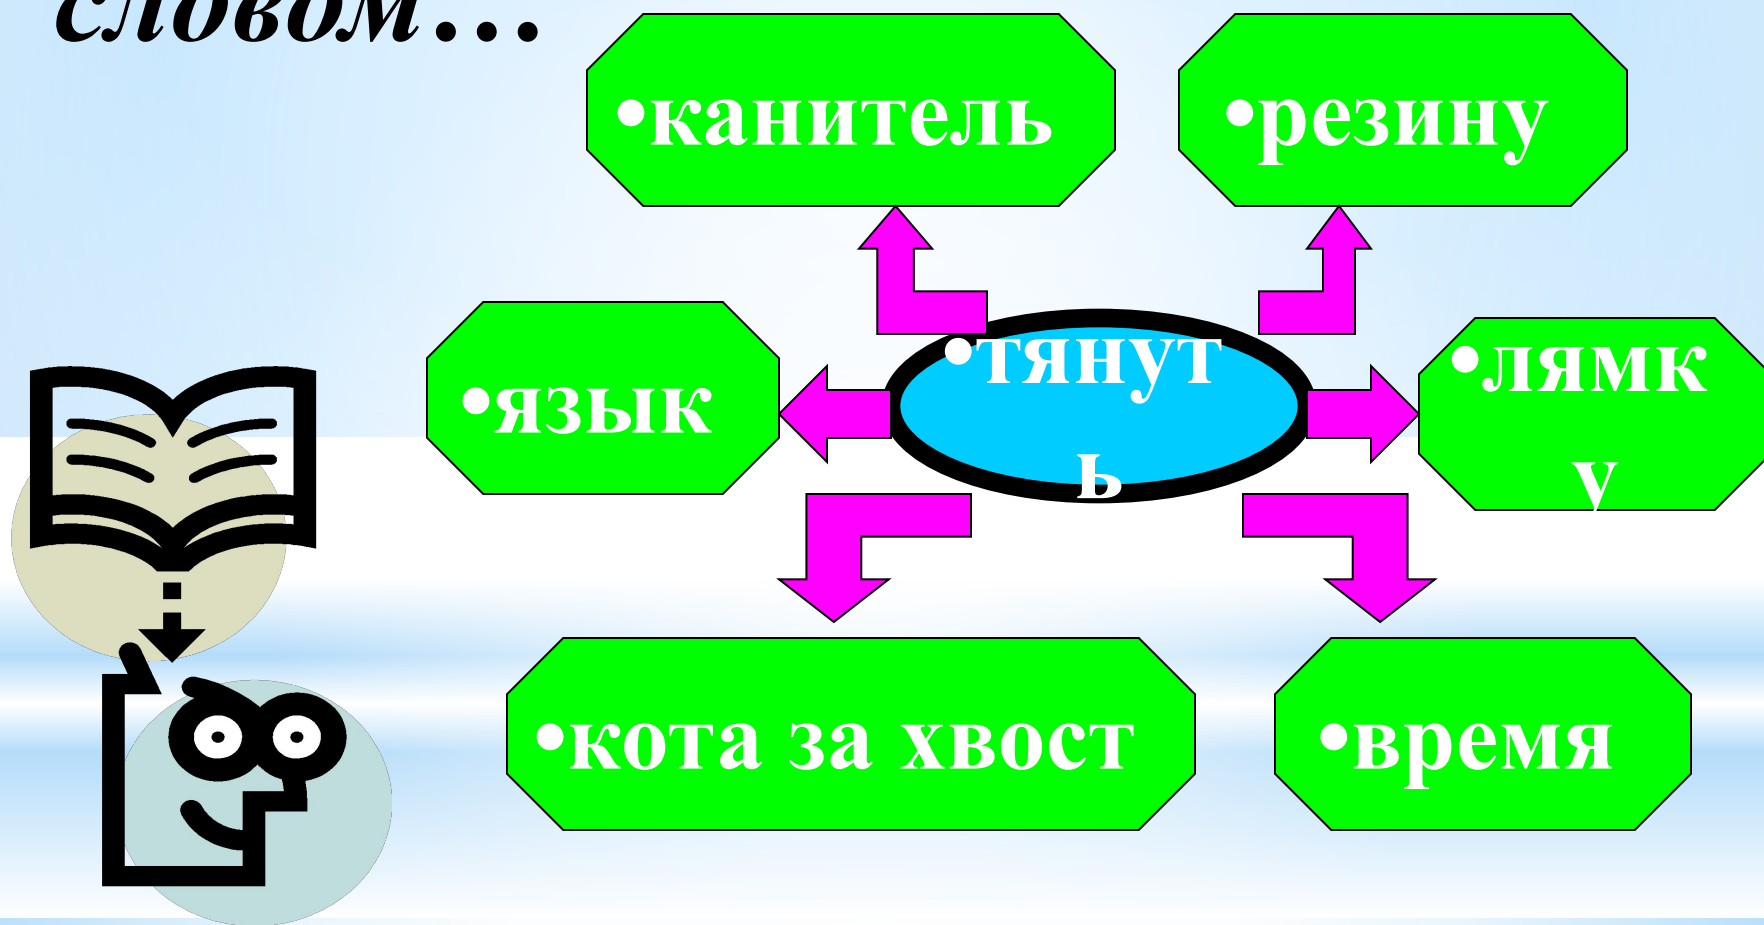 словом...
•канитель
•резину
•тянут
ь
•язык
•лямк
у
•кота за хвост
•время